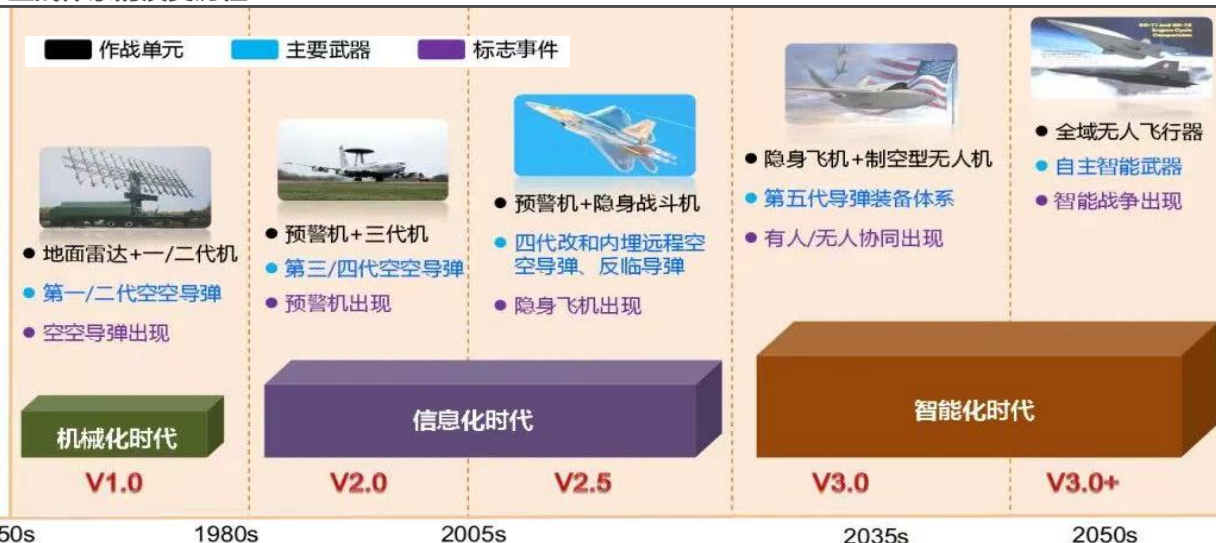 作战单元
主要武器
标志事件
地面雷达+一/二代机
第一/二代空空导弹
空空导弹出现
预警机+三代机
第三/四代空空导弹
预警机出现
预警机+隐身战斗机
四代改和内埋远程空
空导弹、反临导弹
隐身飞机出现
隐身飞机+制空型无人机
第五代导弹装备体系
有人/无人协同出现
全域无人飞行器
自主智能武器
智能战争出现
机械化时代
信息化时代
智能化时代
V1.0
V2.0
V2.5
V3.0
V3.0+
50s
1980s
2005s
2035s
2050s